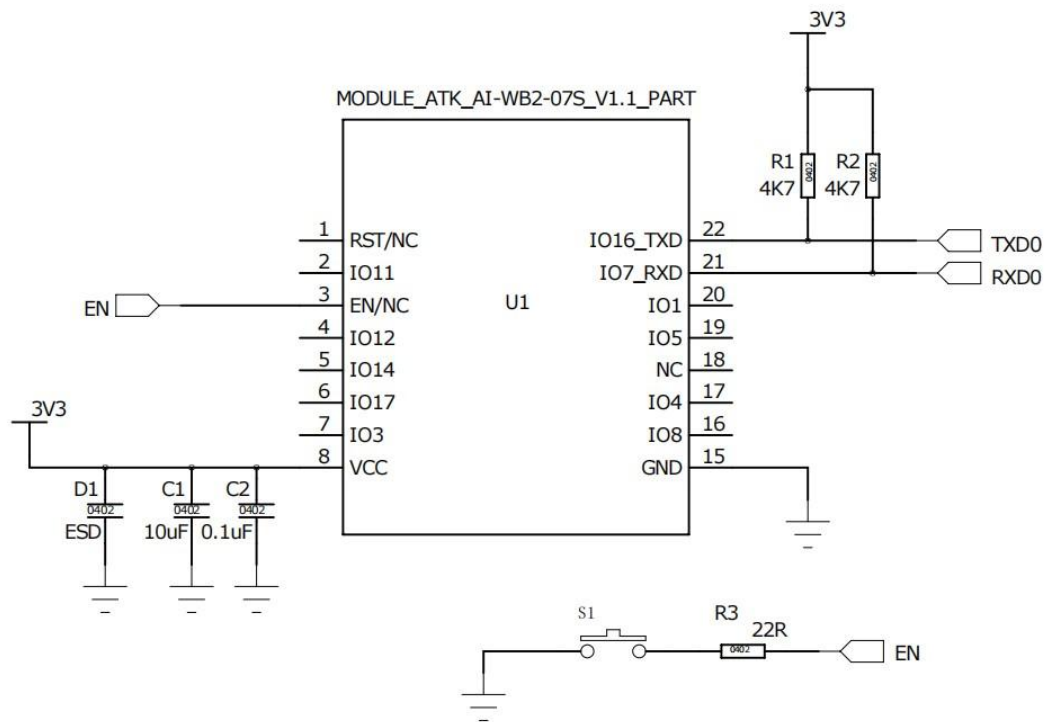 3V3
MODULE_ATK_AI-WB2-07S_V1.1_PART
R1 0402 R2 0402
4K7 4K7
1 RST/NC IO16_TXD 22 TXD0
2 IO11 IO7_RXD 21 RXD0
EN 3 EN/NC U1 IO1 20
4 IO12 IO5 19
5 IO14 NC 18
3V3 6 IO17 IO4 17
7 IO3 IO8 16
8 VCC GND 15
D1 C1 C2
0402 0402 0402
ESD 10uF 0.1uF
S1 R3
22R
0402 EN